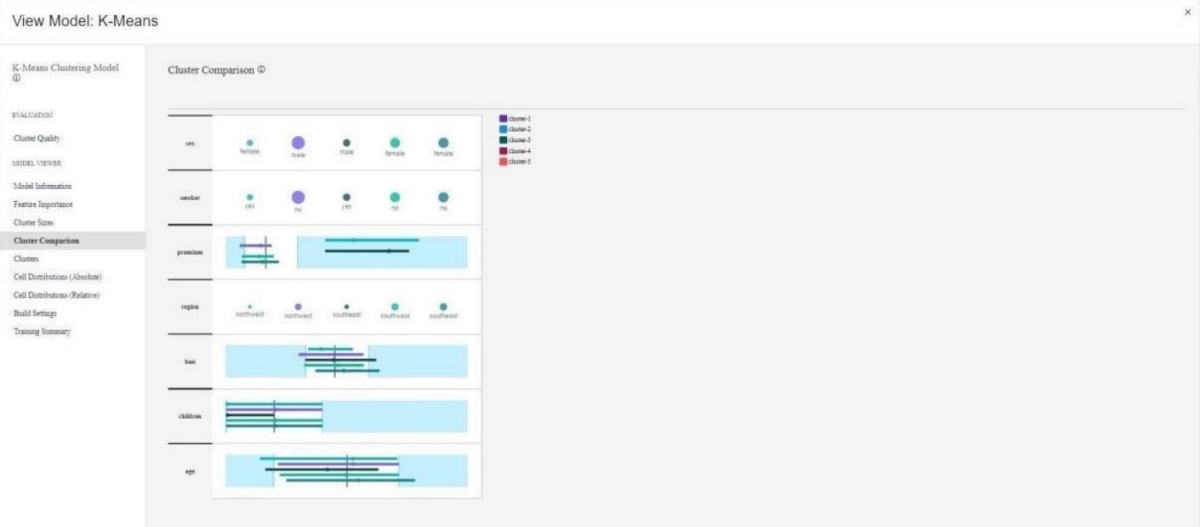 View Model: K-Means
×
K-Means Clustering Model
Cluster Comparison
EVALUATION
Cluster Quality
MODEL VIEWER
Model Information
Feature Importance
Cluster Sizes
Cluster Comparison
Clusters
Cell Distributions (Absolute)
Cell Distributions (Relative)
Build Settings
Training Summary
sex
female male male female female
smoker
yes no yes no no
premium
region
northwest northwest southeast southwest southeast
bmi
children
age
cluster-1
cluster-2
cluster-3
cluster-4
cluster-5